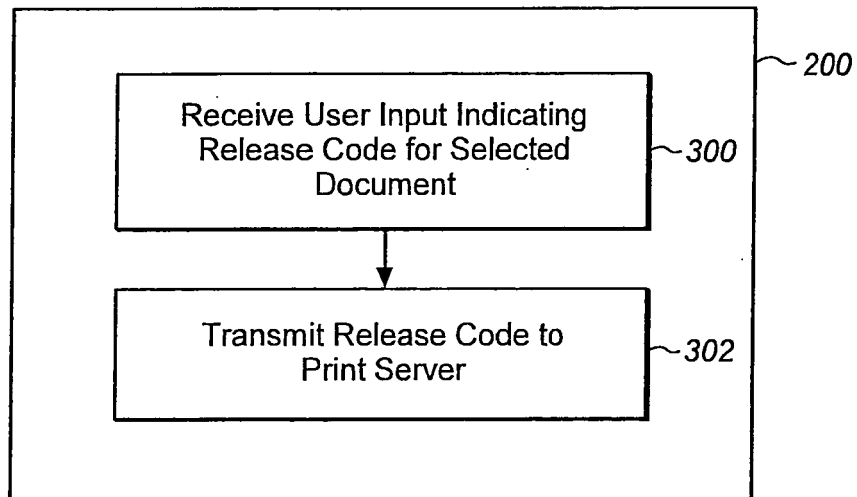 200
Receive User Input Indicating
Release Code for Selected
Document
300
Transmit Release Code to
Print Server
302